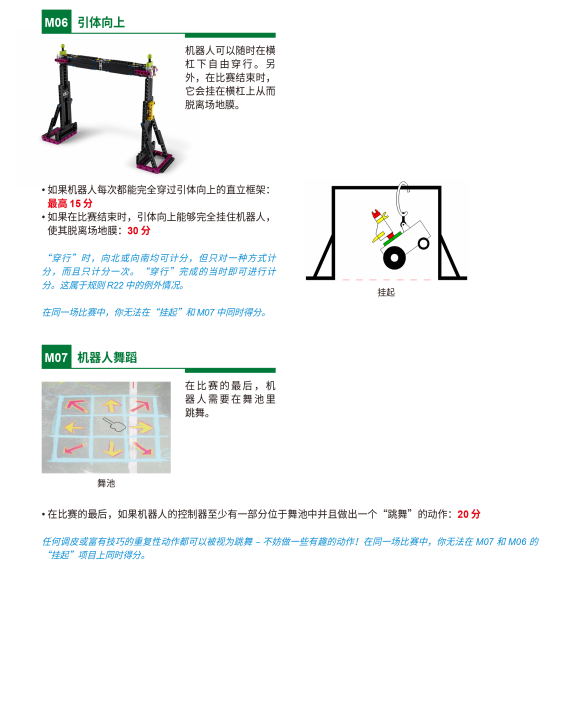 M06 引体向上
机器人可以随时在横
杠下自由穿行。另
外，在比赛结束时，
它会挂在横杠上从而
脱离场地膜。
• 如果机器人每次都能完全穿过引体向上的直立框架：
最高 15 分
• 如果在比赛结束时，引体向上能够完全挂住机器人，
使其脱离场地膜：30 分
“穿行”时，向北或向南均可计分，但只对一种方式计
分，而且只计分一次。“穿行”完成的当时即可进行计
分。这属于规则 R22 中的例外情况。
挂起
在同一场比赛中，你无法在“挂起”和 M07 中同时得分。
M07 机器人舞蹈
在比赛的最后，机
器人需要在舞池里
跳舞。
舞池
• 在比赛的最后，如果机器人的控制器至少有一部分位于舞池中并且做出一个“跳舞”的动作：20 分
任何调皮或富有技巧的重复性动作都可以被视为跳舞 – 不妨做一些有趣的动作！在同一场比赛中，你无法在 M07 和 M06 的
“挂起”项目上同时得分。